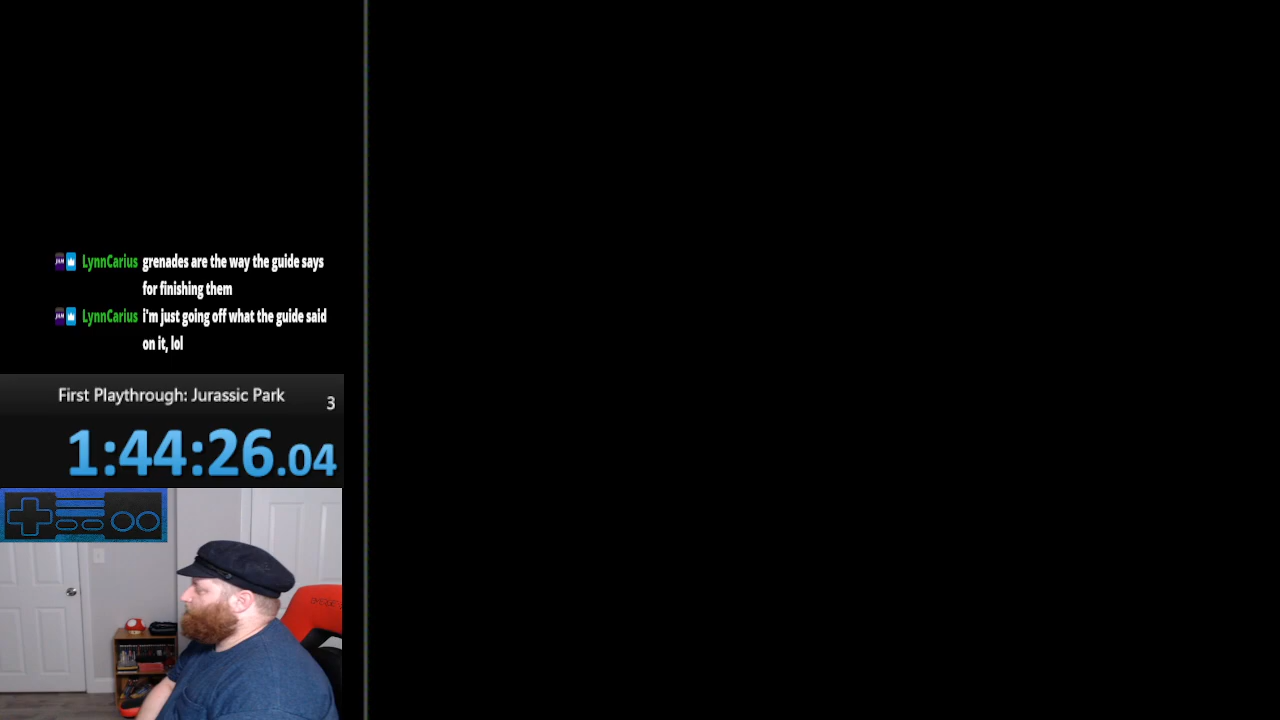 LynnCarius grenades are the way the guide says
for finishing them
LynnCarius i'm just going off what the guide said
on it, lol
First Playthrough: Jurassic Park
3
1:44:26.04